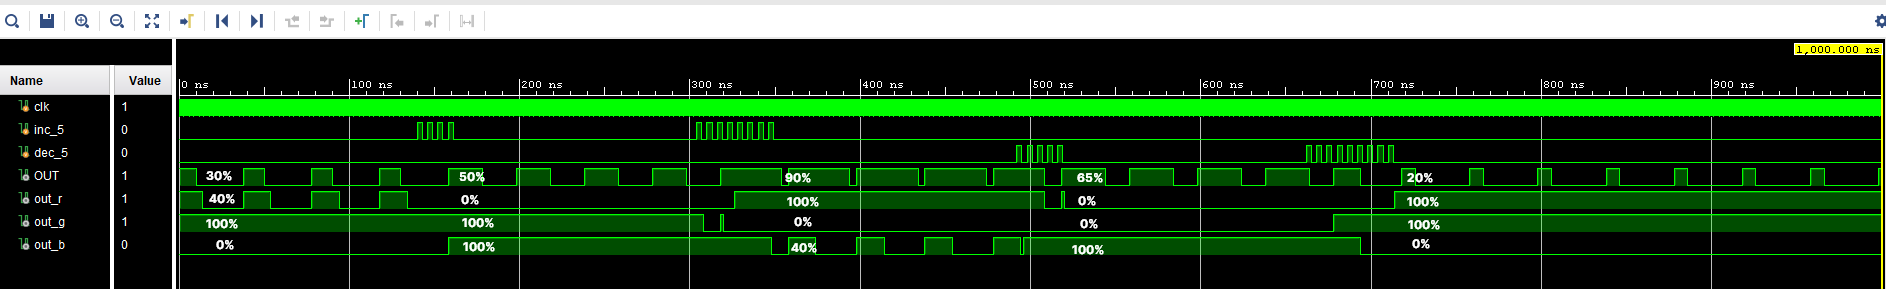 1,000.000 ns
Name Value
0 ns 100 ns 200 ns 300 ns 400 ns 500 ns 600 ns 700 ns 800 ns 900 ns
clk 1
inc_5 0
dec_5 0
OUT 1 30% 50% 90% 65% 20%
out_r 1 40% 0% 100% 0% 100%
out_g 1 100% 100% 0% 0% 100%
out_b 0 0% 100% 40% 100% 0%